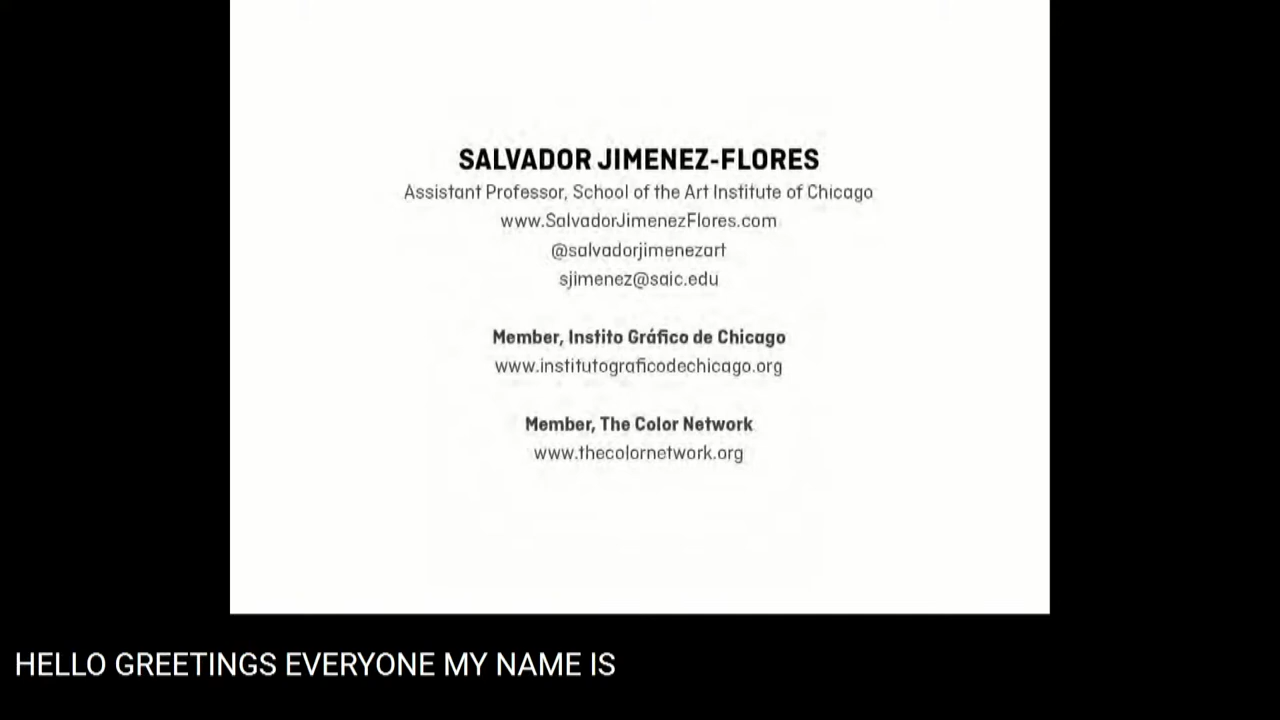 SALVADOR JIMENEZ-FLORES
Assistant Professor, School of the Art Institute of Chicago
www.SalvadorJimenezFlores.com
@salvadorjimenezart
sjimenez@saic.edu
Member, Instito Gráfico de Chicago
www.institutograficodechicago.org
Member, The Color Network
www.thecolornetwork.org
HELLO GREETINGS EVERYONE MY NAME IS